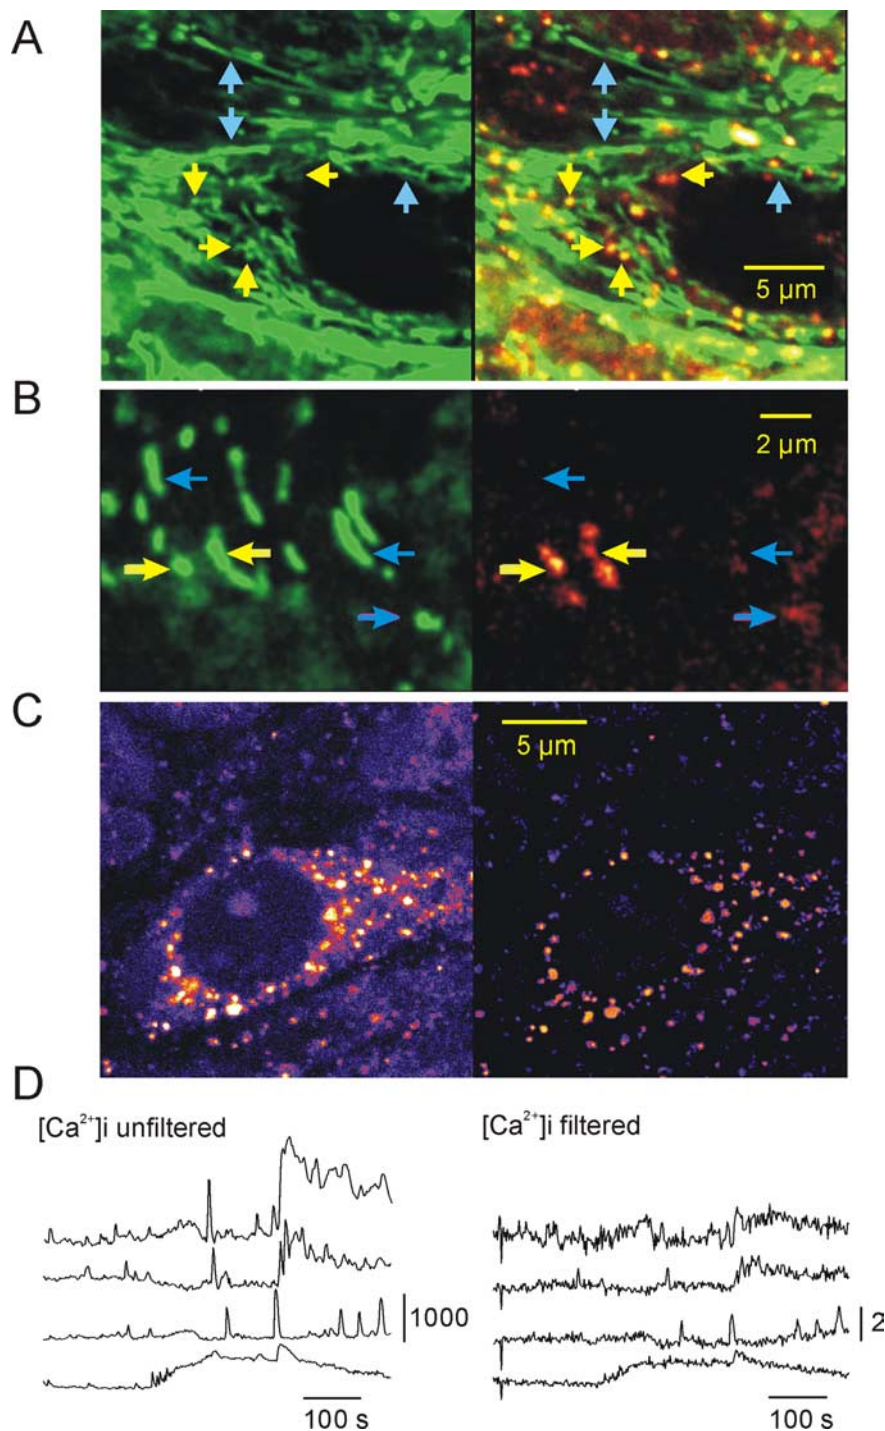 A
5 µm
B
2 µm
C
5 µm
D
[Ca²⁺]i unfiltered
[Ca²⁺]i filtered
1000
2
100 s
100 s